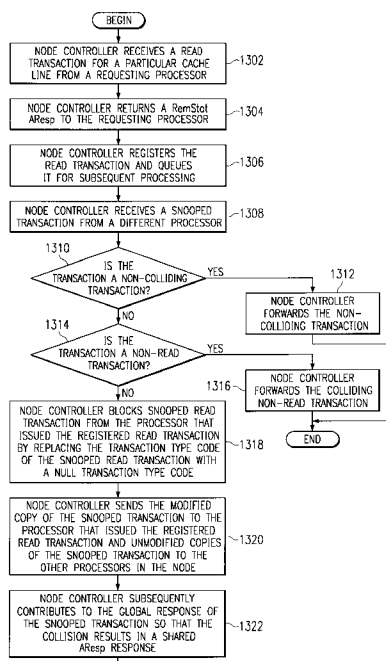 BEGIN
NODE CONTROLLER RECEIVES A READ
TRANSACTION FOR A PARTICULAR CACHE
LINE FROM A REQUESTING PROCESSOR
1302
NODE CONTROLLER RETURNS A RemStat
AResp TO THE REQUESTING PROCESSOR
1304
NODE CONTROLLER REGISTERS THE
READ TRANSACTION AND QUEUES
IT FOR SUBSEQUENT PROCESSING
1306
NODE CONTROLLER RECEIVES A SNOOPED
TRANSACTION FROM A DIFFERENT PROCESSOR
1308
1310
IS THE
TRANSACTION A NON-COLLIDING
TRANSACTION?
YES
1312
NODE CONTROLLER
FORWARDS THE NON-
COLLIDING TRANSACTION
NO
1314
IS THE
TRANSACTION A NON-READ
TRANSACTION?
YES
1316
NODE CONTROLLER
FORWARDS THE COLLIDING
NON-READ TRANSACTION
NO
END
NODE CONTROLLER BLOCKS SNOOPED READ
TRANSACTION FROM THE PROCESSOR THAT
ISSUED THE REGISTERED READ TRANSACTION
BY REPLACING THE TRANSACTION TYPE CODE
OF THE SNOOPED READ TRANSACTION WITH
A NULL TRANSACTION TYPE CODE
1318
NODE CONTROLLER SENDS THE MODIFIED
COPY OF THE SNOOPED TRANSACTION TO THE
PROCESSOR THAT ISSUED THE REGISTERED
READ TRANSACTION AND UNMODIFIED COPIES
OF THE SNOOPED TRANSACTION TO THE
OTHER PROCESSORS IN THE NODE
1320
NODE CONTROLLER SUBSEQUENTLY
CONTRIBUTES TO THE GLOBAL RESPONSE OF
THE SNOOPED TRANSACTION SO THAT THE
COLLISION RESULTS IN A SHARED
AResp RESPONSE
1322